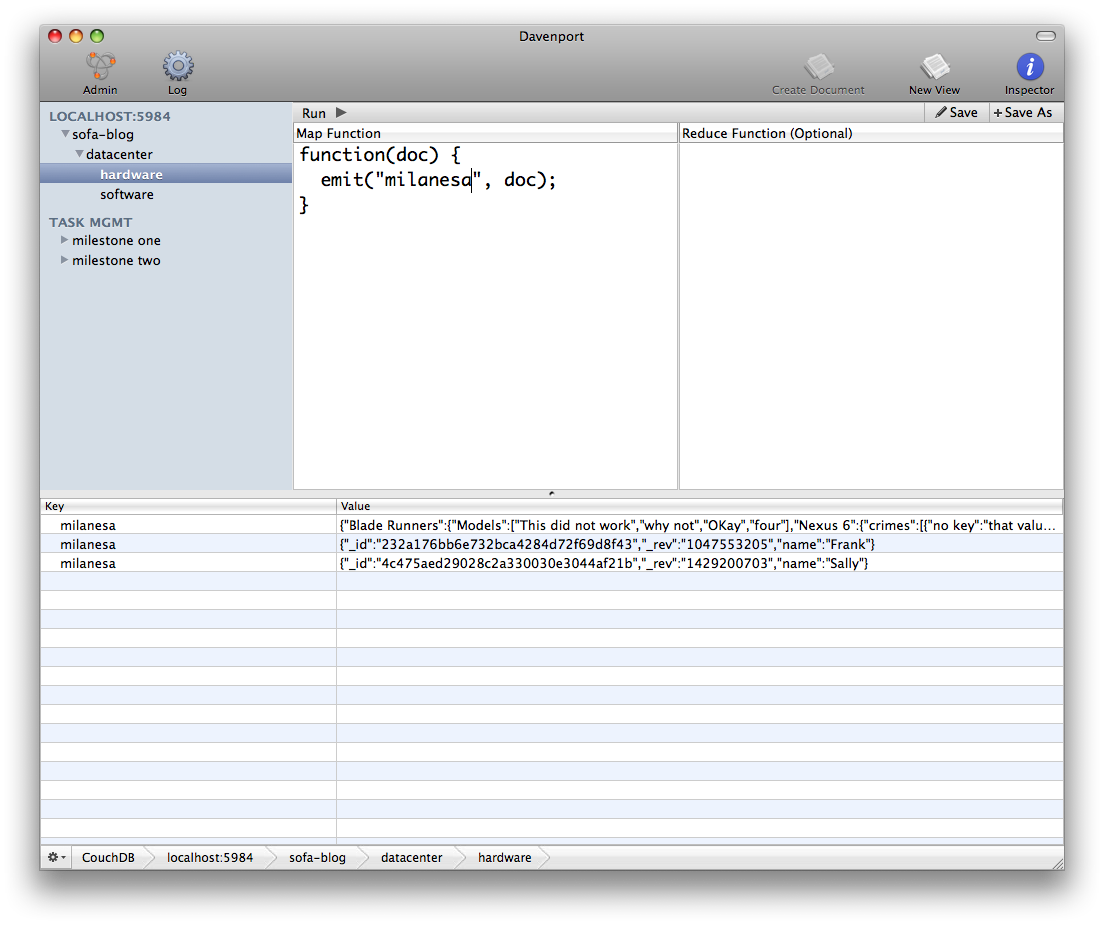 Davenport
Admin Log Create Document New View Inspector
LOCALHOST:5984
sofa-blog
datacenter
hardware
software
TASK MGMT
milestone one
milestone two
Run Save + Save As
Map Function Reduce Function (Optional)
function(doc) {
emit("milanesa", doc);
}
Key Value
milanesa {"Blade Runners":{"Models":["This did not work","why not","OKay","four"],"Nexus 6":{"crimes":[{"no key":"that valu...
milanesa {"_id":"232a176bb6e732bca4284d72f69d8f43","_rev":"1047553205","name":"Frank"}
milanesa {"_id":"4c475aed29028c2a330030e3044af21b","_rev":"1429200703","name":"Sally"}
CouchDB localhost:5984 sofa-blog datacenter hardware